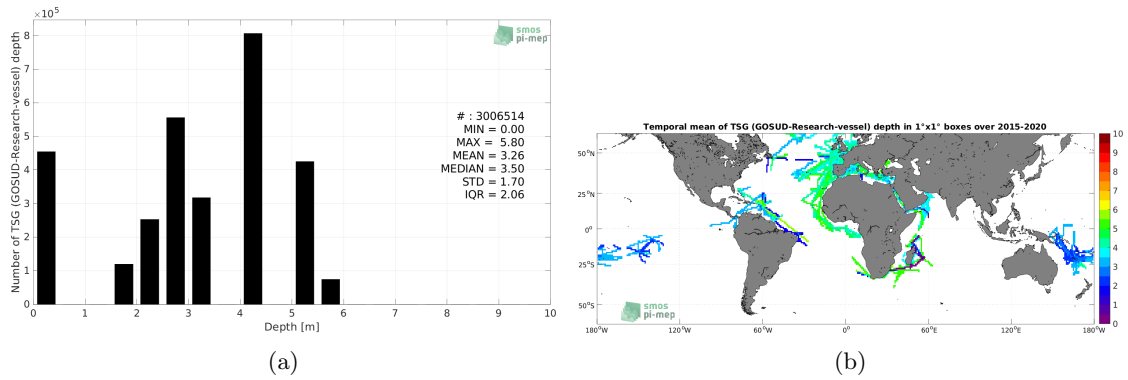 ×10⁵
8
7
6
5
4
3
2
1
0
Number of TSG (GOSUD-Research-vessel) depth
smos
pi-mep
# : 3006514
MIN = 0.00
MAX = 5.80
MEAN = 3.26
MEDIAN = 3.50
STD = 1.70
IQR = 2.06
0 1 2 3 4 5 6 7 8 9 10
Depth [m]
(a)
Temporal mean of TSG (GOSUD-Research-vessel) depth in 1°x1° boxes over 2015-2020
50°N
25°N
0°
25°S
50°S
smos
pi-mep
180°W 120°W 60°W 0° 60°E 120°E 180°W
10
9
8
7
6
5
4
3
2
1
0
(b)